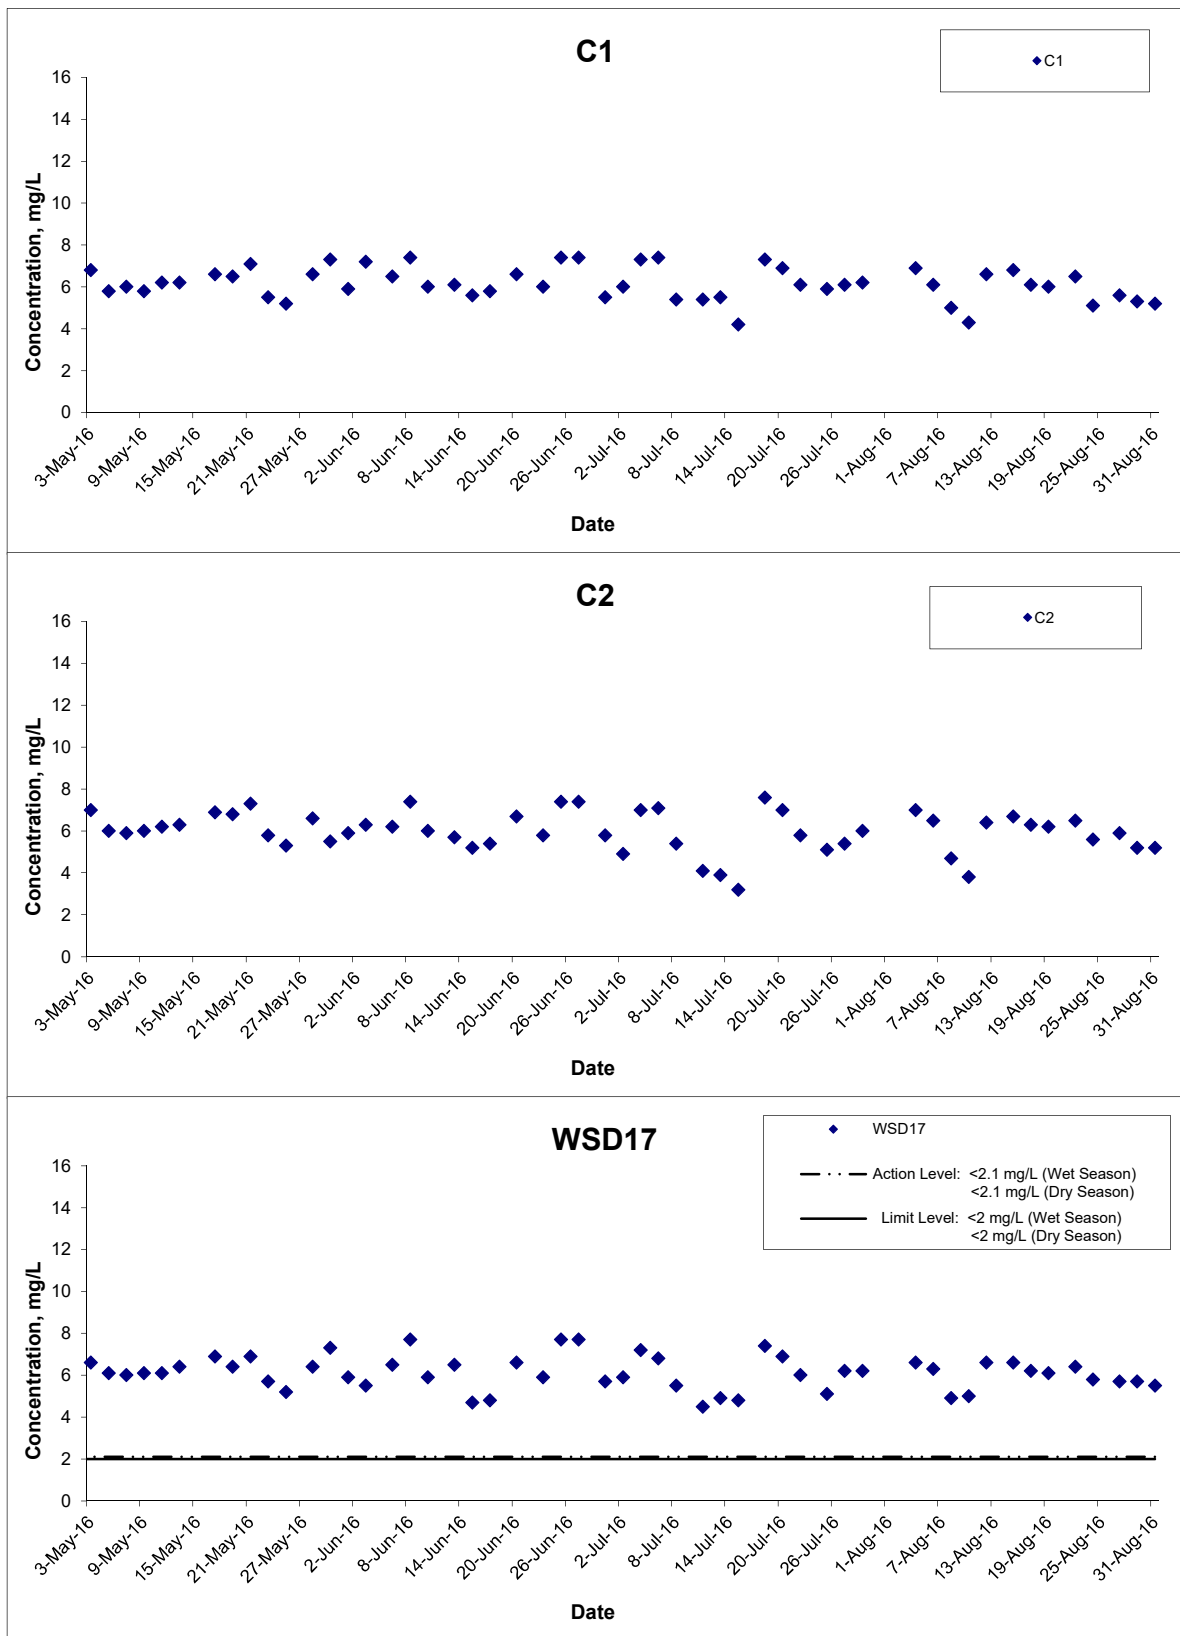 C1
C1
16
14
12
10
8
6
4
2
0
Concentration, mg/L
3-May-16
9-May-16
15-May-16
21-May-16
27-May-16
2-Jun-16
8-Jun-16
14-Jun-16
20-Jun-16
26-Jun-16
2-Jul-16
8-Jul-16
14-Jul-16
20-Jul-16
26-Jul-16
1-Aug-16
7-Aug-16
13-Aug-16
19-Aug-16
25-Aug-16
31-Aug-16
Date
C2
C2
16
14
12
10
8
6
4
2
0
Concentration, mg/L
3-May-16
9-May-16
15-May-16
21-May-16
27-May-16
2-Jun-16
8-Jun-16
14-Jun-16
20-Jun-16
26-Jun-16
2-Jul-16
8-Jul-16
14-Jul-16
20-Jul-16
26-Jul-16
1-Aug-16
7-Aug-16
13-Aug-16
19-Aug-16
25-Aug-16
31-Aug-16
Date
WSD17
WSD17
Action Level: <2.1 mg/L (Wet Season)
<2.1 mg/L (Dry Season)
Limit Level: <2 mg/L (Wet Season)
<2 mg/L (Dry Season)
16
14
12
10
8
6
4
2
0
Concentration, mg/L
3-May-16
9-May-16
15-May-16
21-May-16
27-May-16
2-Jun-16
8-Jun-16
14-Jun-16
20-Jun-16
26-Jun-16
2-Jul-16
8-Jul-16
14-Jul-16
20-Jul-16
26-Jul-16
1-Aug-16
7-Aug-16
13-Aug-16
19-Aug-16
25-Aug-16
31-Aug-16
Date